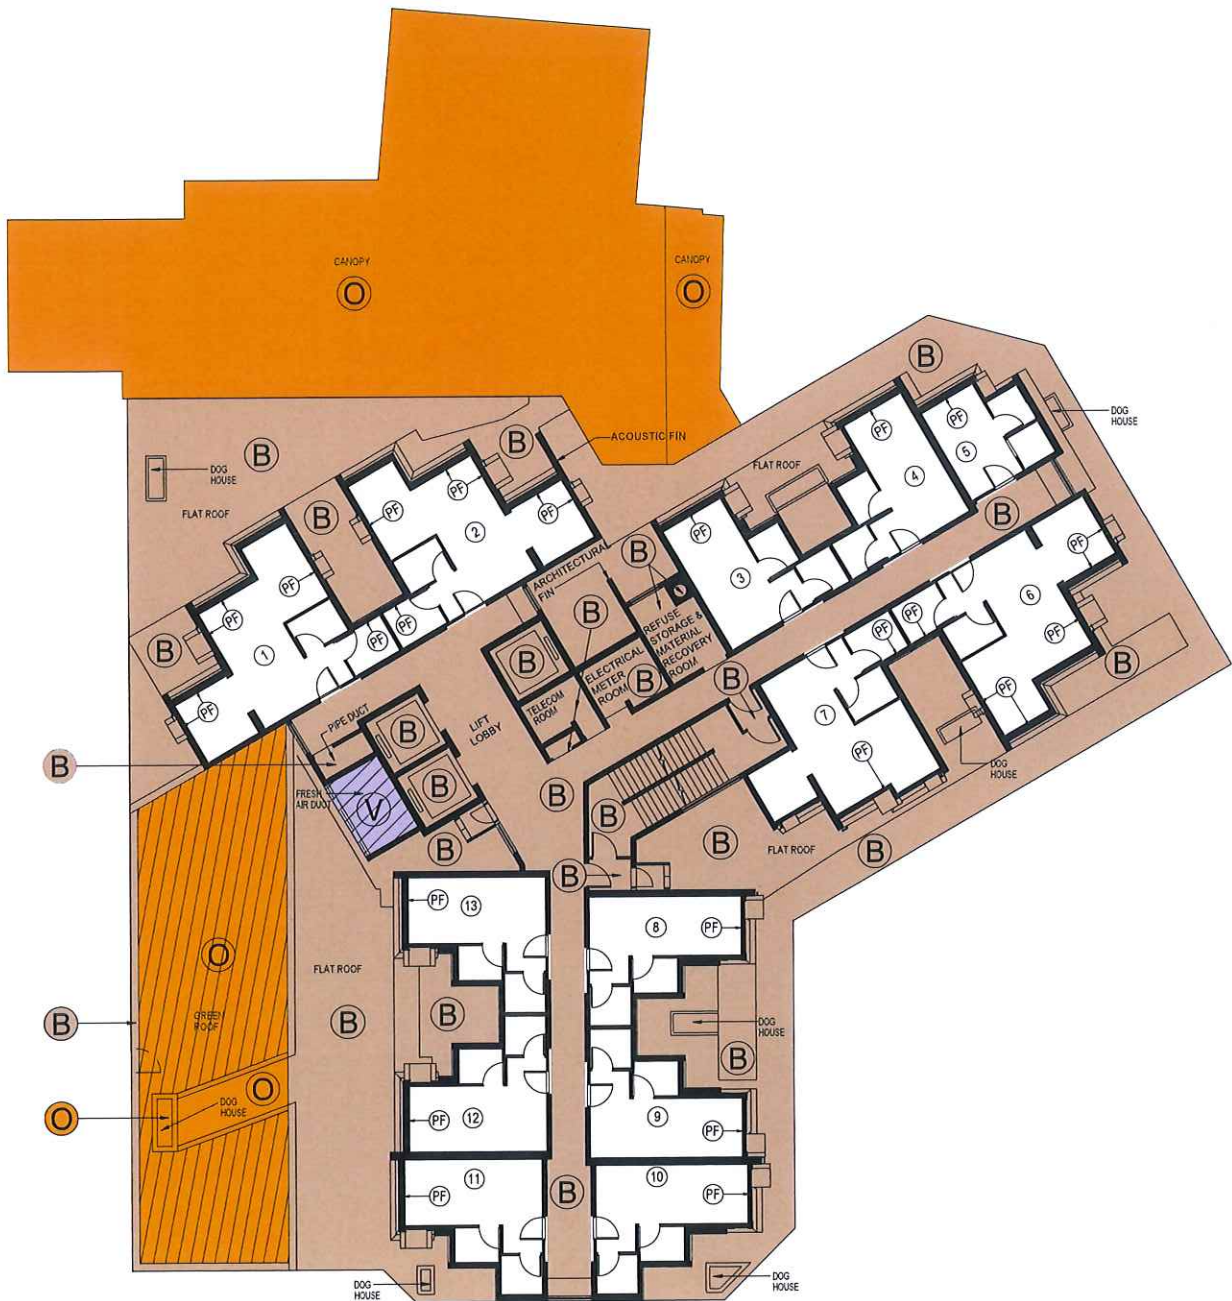 CANOPY
O
CANOPY
O
B
DOG
HOUSE
ACOUSTIC FIN
B
B
DOG
HOUSE
FLAT ROOF
FLAT ROOF
PF
PF
5
4
B
PF
PF
2
PF
B
B
PF
3
ARCHITECTURAL
FIN
B
REFUSE
STORAGE &
MATERIAL
RECOVERY
ROOM
B
PF
6
PF
B
PF
PF
PF
1
PF
PF
PF
B
B
ELECTRICAL
METER
ROOM
B
TELECOM
ROOM
B
PF
PF
7
PF
PIPE DUCT
B
LIFT
LOBBY
B
FRESH
AIR DUCT
V
B
B
B
B
B
DOG
HOUSE
FLAT ROOF
B
B
B
PF
13
8
PF
O
FLAT ROOF
GREEN
ROOF
B
B
B
DOG
HOUSE
B
O
O
DOG
HOUSE
PF
12
9
PF
11
PF
B
10
PF
DOG
HOUSE
DOG
HOUSE